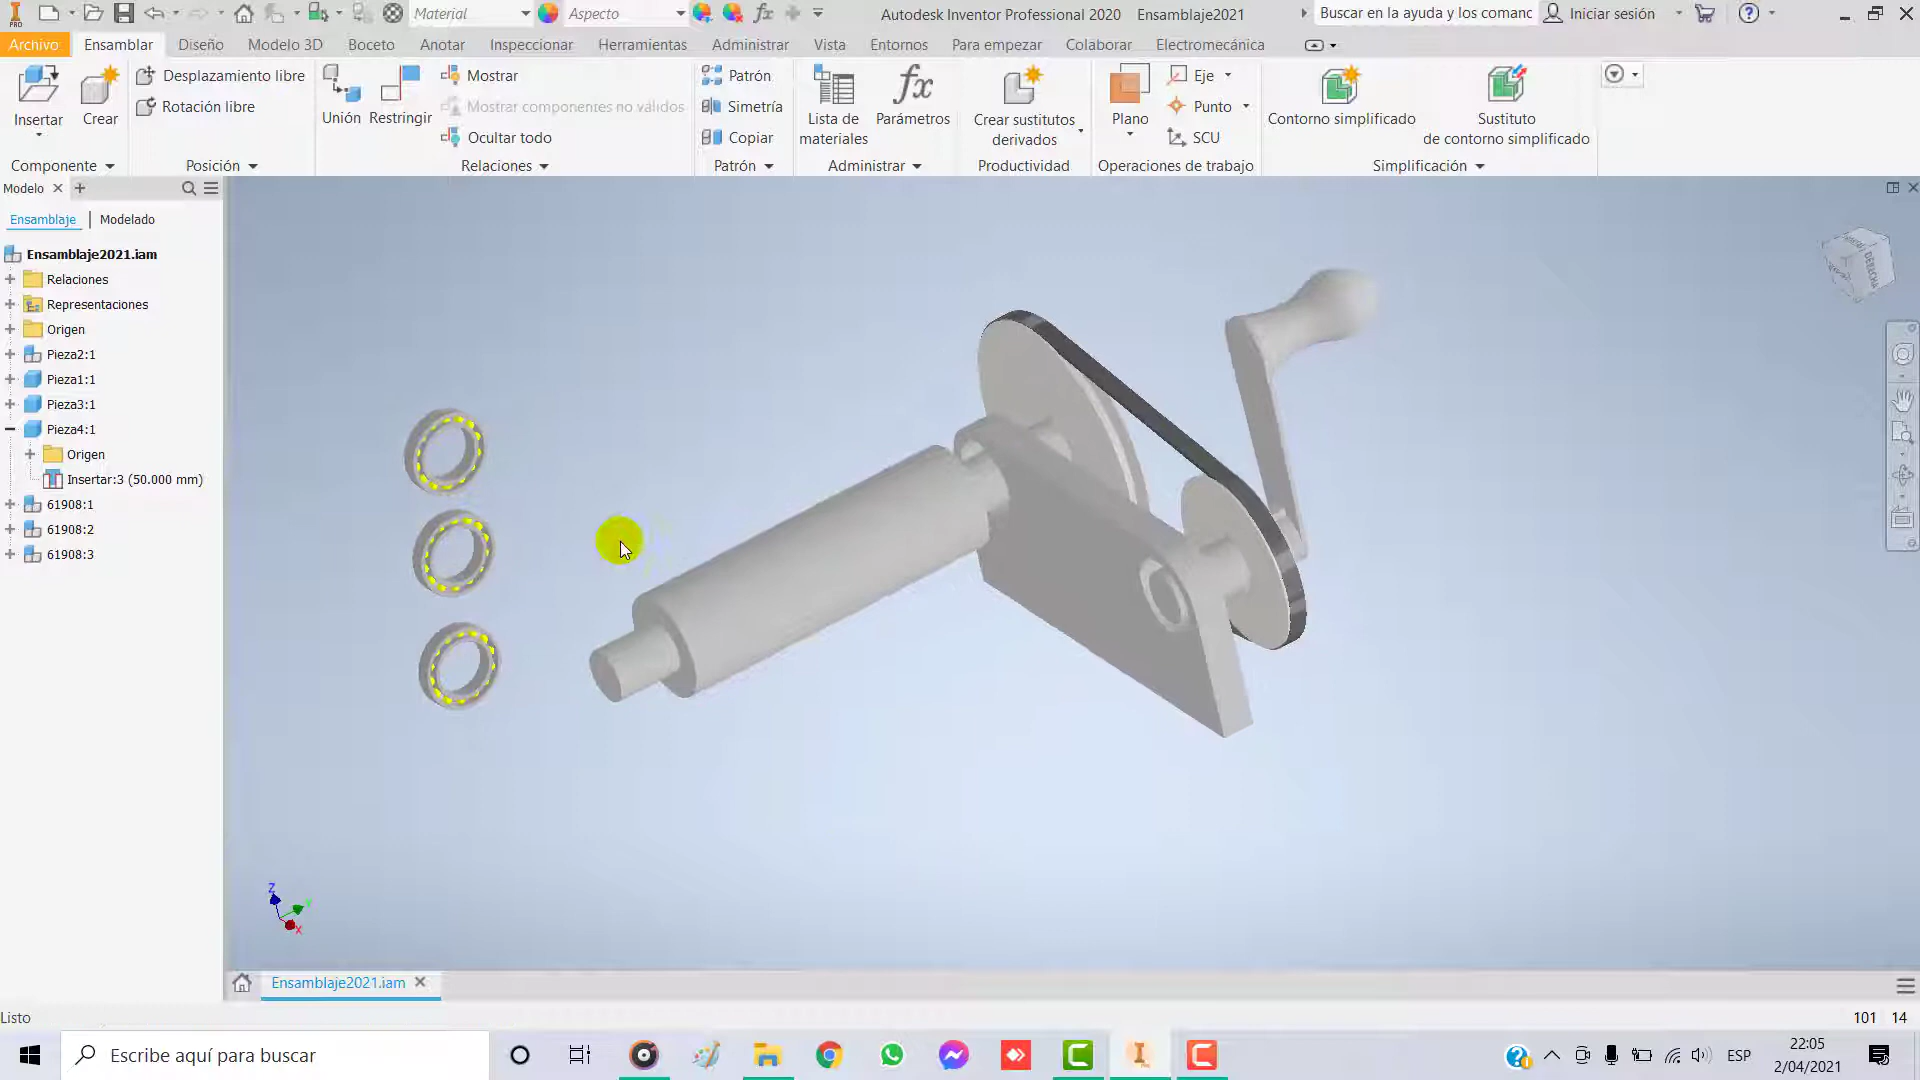 Material
Aspecto
Autodesk Inventor Professional 2020 Ensamblaje2021
Buscar en la ayuda y los comanc
Iniciar sesión
Archivo Ensamblar Diseño Modelo 3D Boceto Anotar Inspeccionar Herramientas Administrar Vista Entornos Para empezar Colaborar Electromecánica
Insertar
Crear
Desplazamiento libre
Rotación libre
Unión
Restringir
Mostrar
Mostrar componentes no válidos
Ocultar todo
Patrón
Simetría
Copiar
Lista de
materiales
Parámetros
Crear sustitutos
derivados
Plano
Eje
Punto
SCU
Contorno simplificado
Sustituto
de contorno simplificado
Componente Posición Relaciones Patrón Administrar Productividad Operaciones de trabajo Simplificación
Modelo
Ensamblaje | Modelado
Ensamblaje2021.iam
Relaciones
Representaciones
Origen
Pieza2:1
Pieza1:1
Pieza3:1
Pieza4:1
Origen
Insertar:3 (50.000 mm)
61908:1
61908:2
61908:3
DERECHA
Z
Y
X
Ensamblaje2021.iam
Listo
101 14
Escribe aquí para buscar
ESP
22:05
2/04/2021